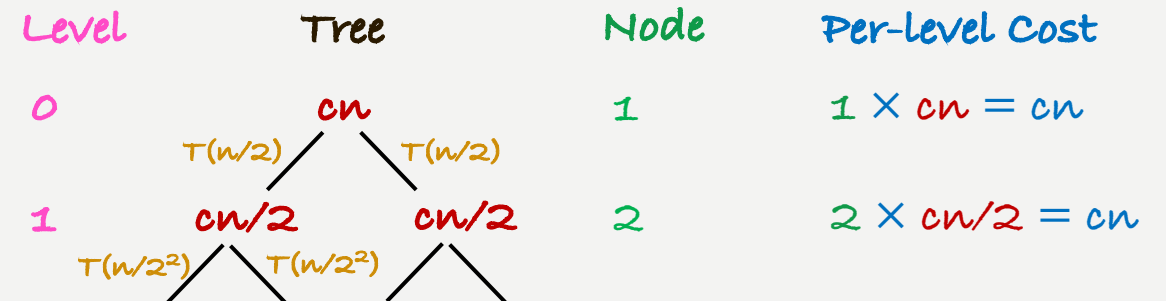 Level Tree Node Per-level Cost
0 cn 1 1 × cn = cn
T(n/2) T(n/2)
1 cn/2 cn/2 2 2 × cn/2 = cn
T(n/2²) T(n/2²)